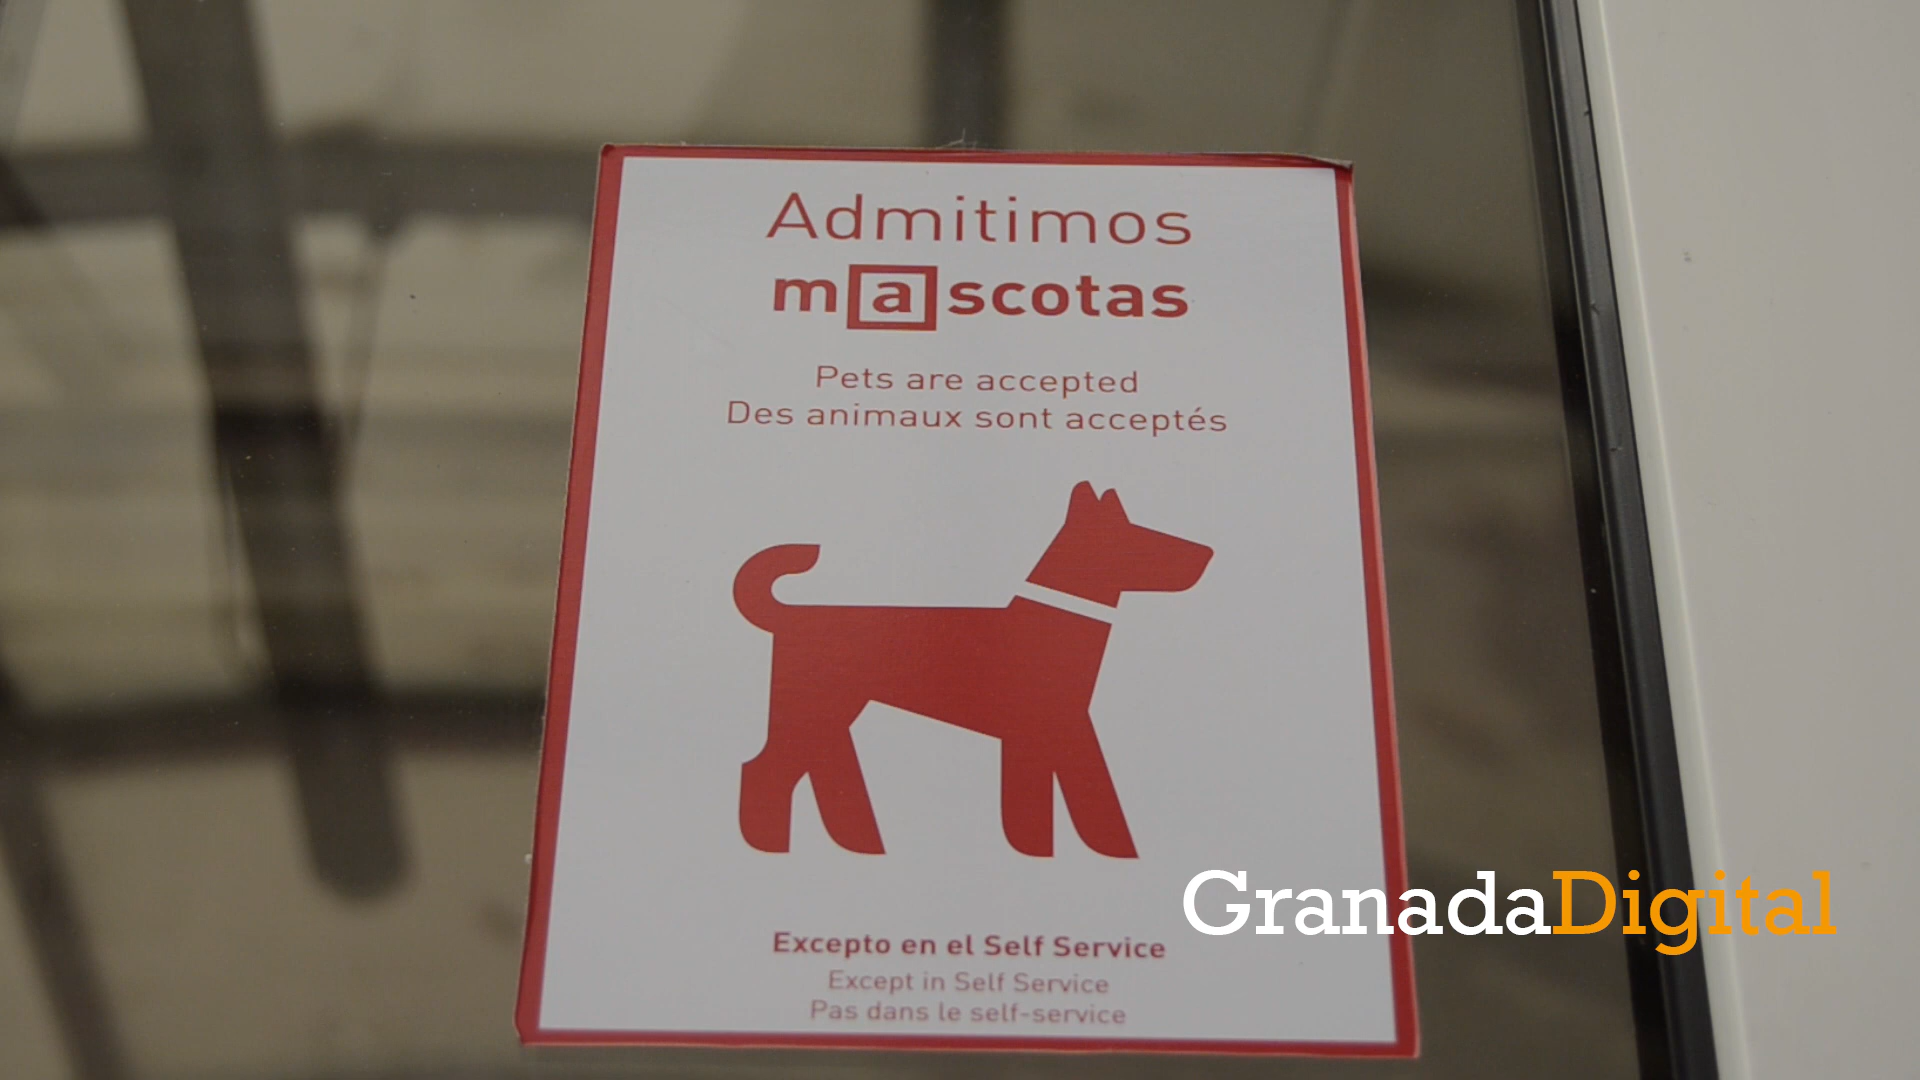 Admitimos
mascotas
Pets are accepted
Des animaux sont acceptés
Excepto en el Self Service
Except in Self Service
Pas dans le self-service
GranadaDigital